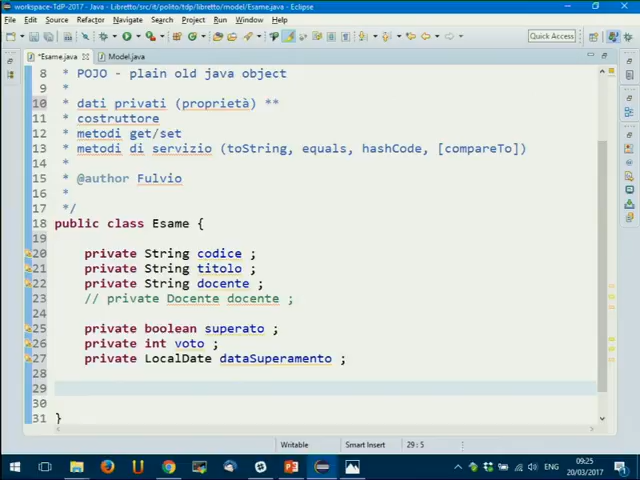 workspace-TdP-2017 - Java - Libretto/src/it/polito/tdp/libretto/model/Esame.java - Eclipse
File Edit Source Refactor Navigate Search Project Run Window Help
Quick Access
*Esame.java Model.java
8 * POJO - plain old java object
9 *
10 * dati privati (proprietà) **
11 * costruttore
12 * metodi get/set
13 * metodi di servizio (toString, equals, hashCode, [compareTo])
14 *
15 * @author Fulvio
16 *
17 */
18 public class Esame {
19
20 private String codice ;
21 private String titolo ;
22 private String docente ;
23 // private Docente docente ;
24
25 private boolean superato ;
26 private int voto ;
27 private LocalDate dataSuperamento ;
28
29
30
31 }
Writable Smart Insert 29 : 5
09:25
20/03/2017